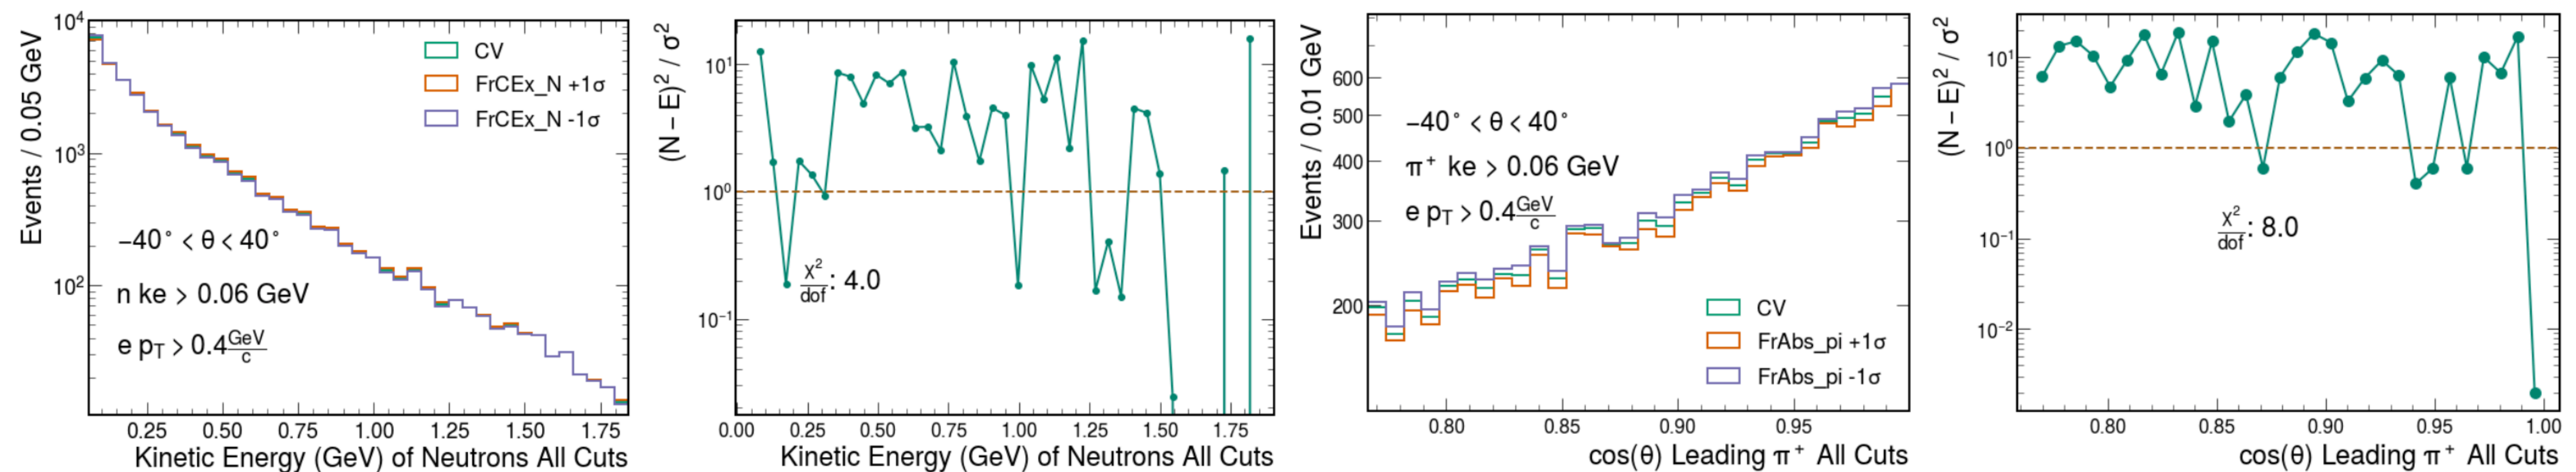 Events / 0.05 GeV
10⁴
10³
10²
CV
FrCEx_N +1σ
FrCEx_N -1σ
−40° < θ < 40°
n ke > 0.06 GeV
e pT > 0.4 GeV/c
0.25 0.50 0.75 1.00 1.25 1.50 1.75
Kinetic Energy (GeV) of Neutrons All Cuts
(N − E)² / σ²
10¹
10⁰
10⁻¹
χ²/dof: 4.0
0.00 0.25 0.50 0.75 1.00 1.25 1.50 1.75
Kinetic Energy (GeV) of Neutrons All Cuts
Events / 0.01 GeV
600
500
400
300
200
−40° < θ < 40°
π⁺ ke > 0.06 GeV
e pT > 0.4 GeV/c
CV
FrAbs_pi +1σ
FrAbs_pi -1σ
0.80 0.85 0.90 0.95
cos(θ) Leading π⁺ All Cuts
(N − E)² / σ²
10¹
10⁰
10⁻¹
10⁻²
χ²/dof: 8.0
0.80 0.85 0.90 0.95 1.00
cos(θ) Leading π⁺ All Cuts